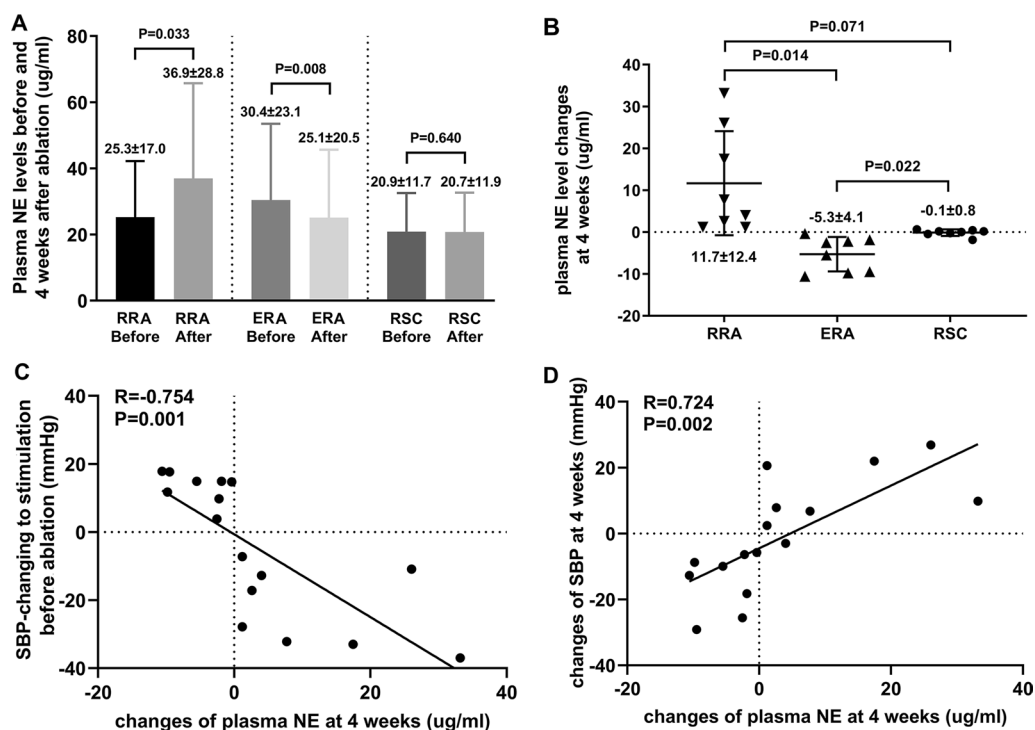 A
Plasma NE levels before and
4 weeks after ablation (ug/ml)
80
60
40
20
0
P=0.033
36.9±28.8
25.3±17.0
P=0.008
30.4±23.1
25.1±20.5
P=0.640
20.9±11.7
20.7±11.9
RRA
Before
RRA
After
ERA
Before
ERA
After
RSC
Before
RSC
After
B
plasma NE level changes
at 4 weeks (ug/ml)
40
30
20
10
0
-10
-20
P=0.071
P=0.014
P=0.022
11.7±12.4
-5.3±4.1
-0.1±0.8
RRA
ERA
RSC
C
R=-0.754
P=0.001
SBP-changing to stimulation
before ablation (mmHg)
40
20
0
-20
-40
-20
0
20
40
changes of plasma NE at 4 weeks (ug/ml)
D
R=0.724
P=0.002
changes of SBP at 4 weeks (mmHg)
40
20
0
-20
-40
-20
0
20
40
changes of plasma NE at 4 weeks (ug/ml)